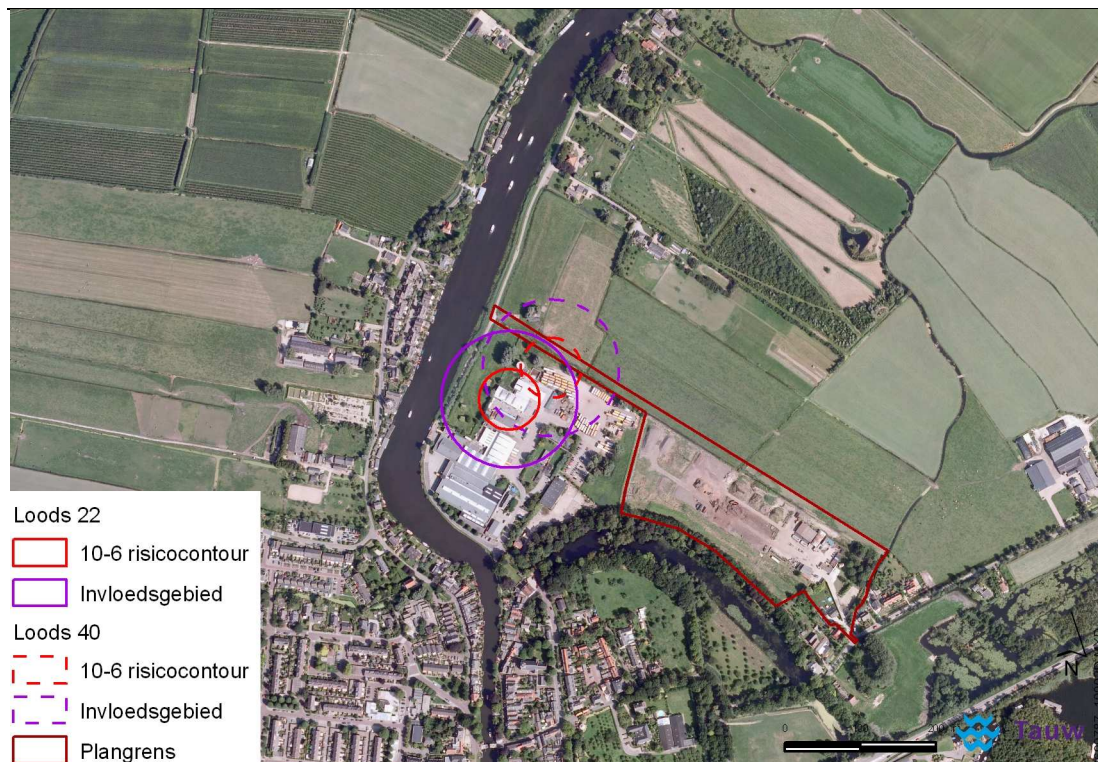 Loods 22
10-6 risicocontour
Invloedsgebied
Loods 40
10-6 risicocontour
Invloedsgebied
Plangrens
N
0
Tauw